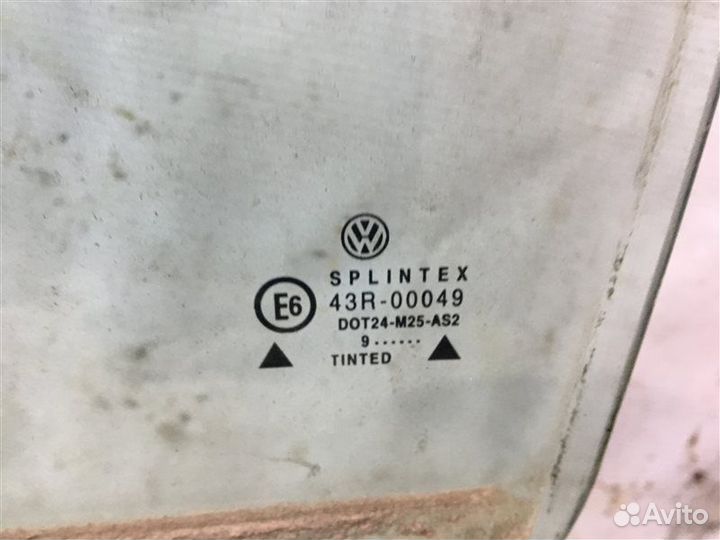 SPLINTEX
E6 43R-00049
DOT24-M25-AS2
9······
TINTED
Avito